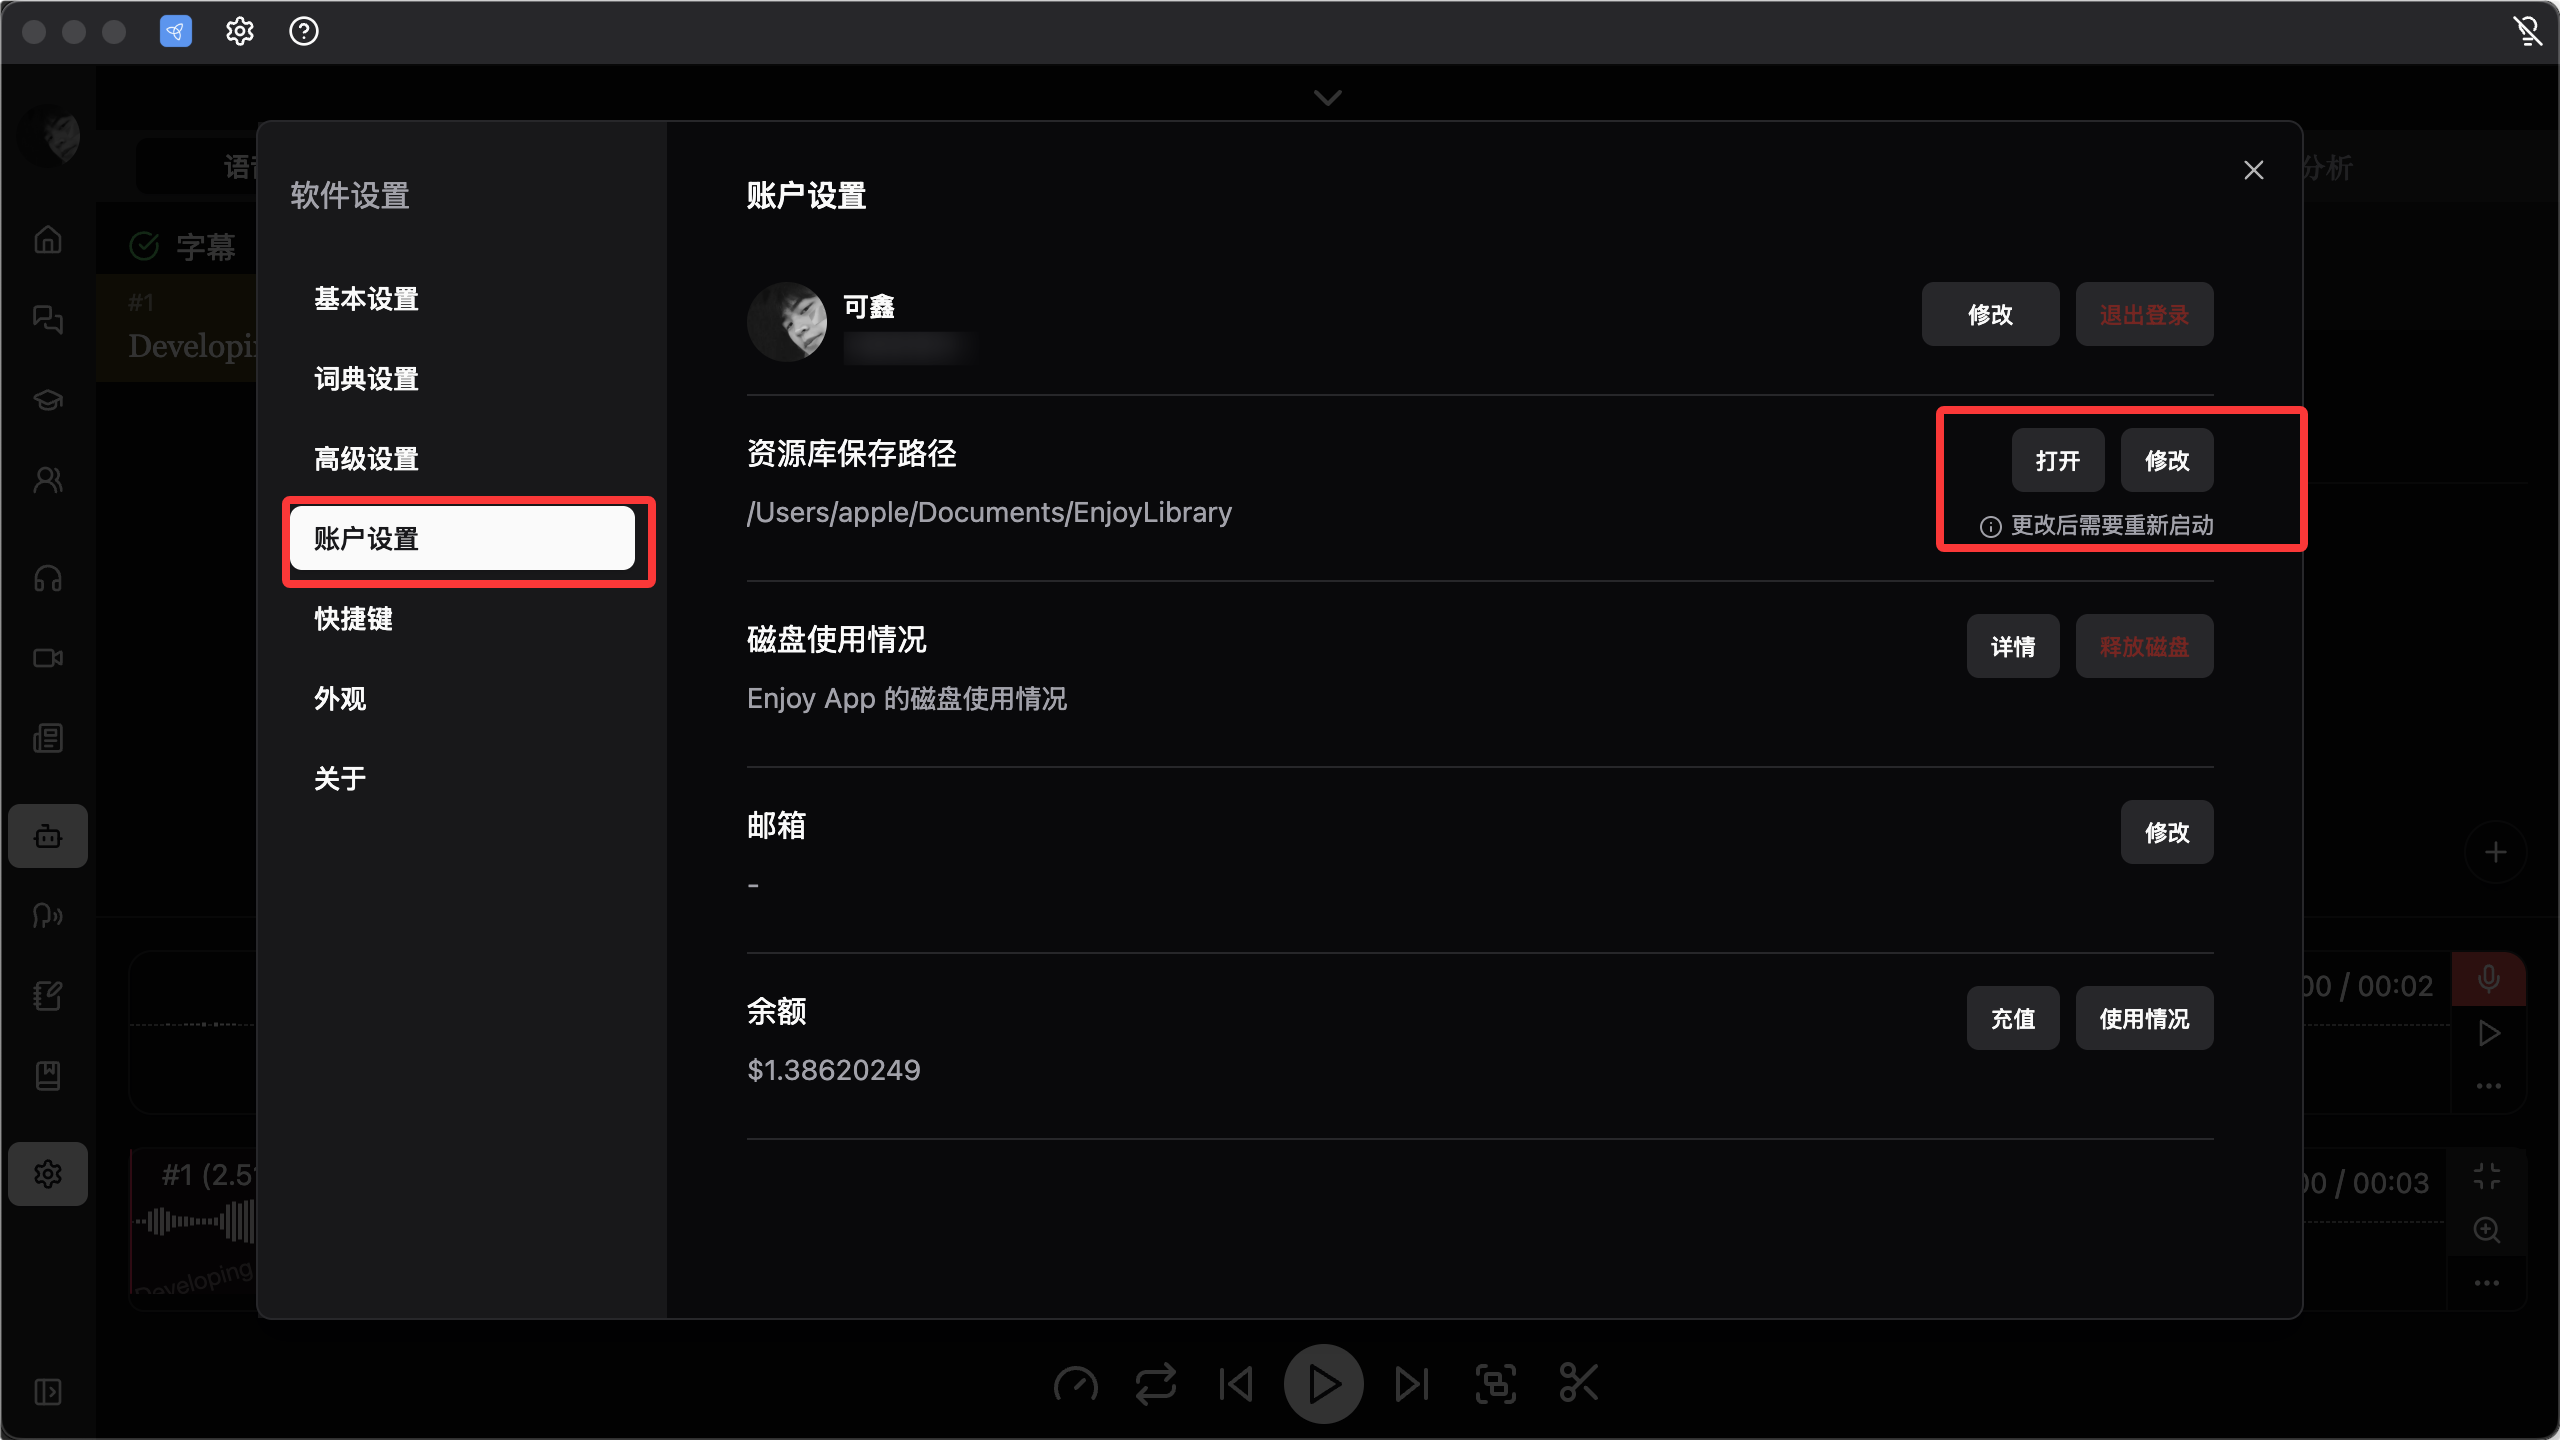 语
分析
字幕
#1
Developi
软件设置
基本设置
词典设置
高级设置
账户设置
快捷键
外观
关于
账户设置
可鑫
修改
退出登录
资源库保存路径
/Users/apple/Documents/EnjoyLibrary
打开
修改
更改后需要重新启动
磁盘使用情况
Enjoy App 的磁盘使用情况
详情
释放磁盘
邮箱
-
修改
余额
$1.38620249
充值
使用情况
00 / 00:02
#1 (2.5
Developing
00 / 00:03